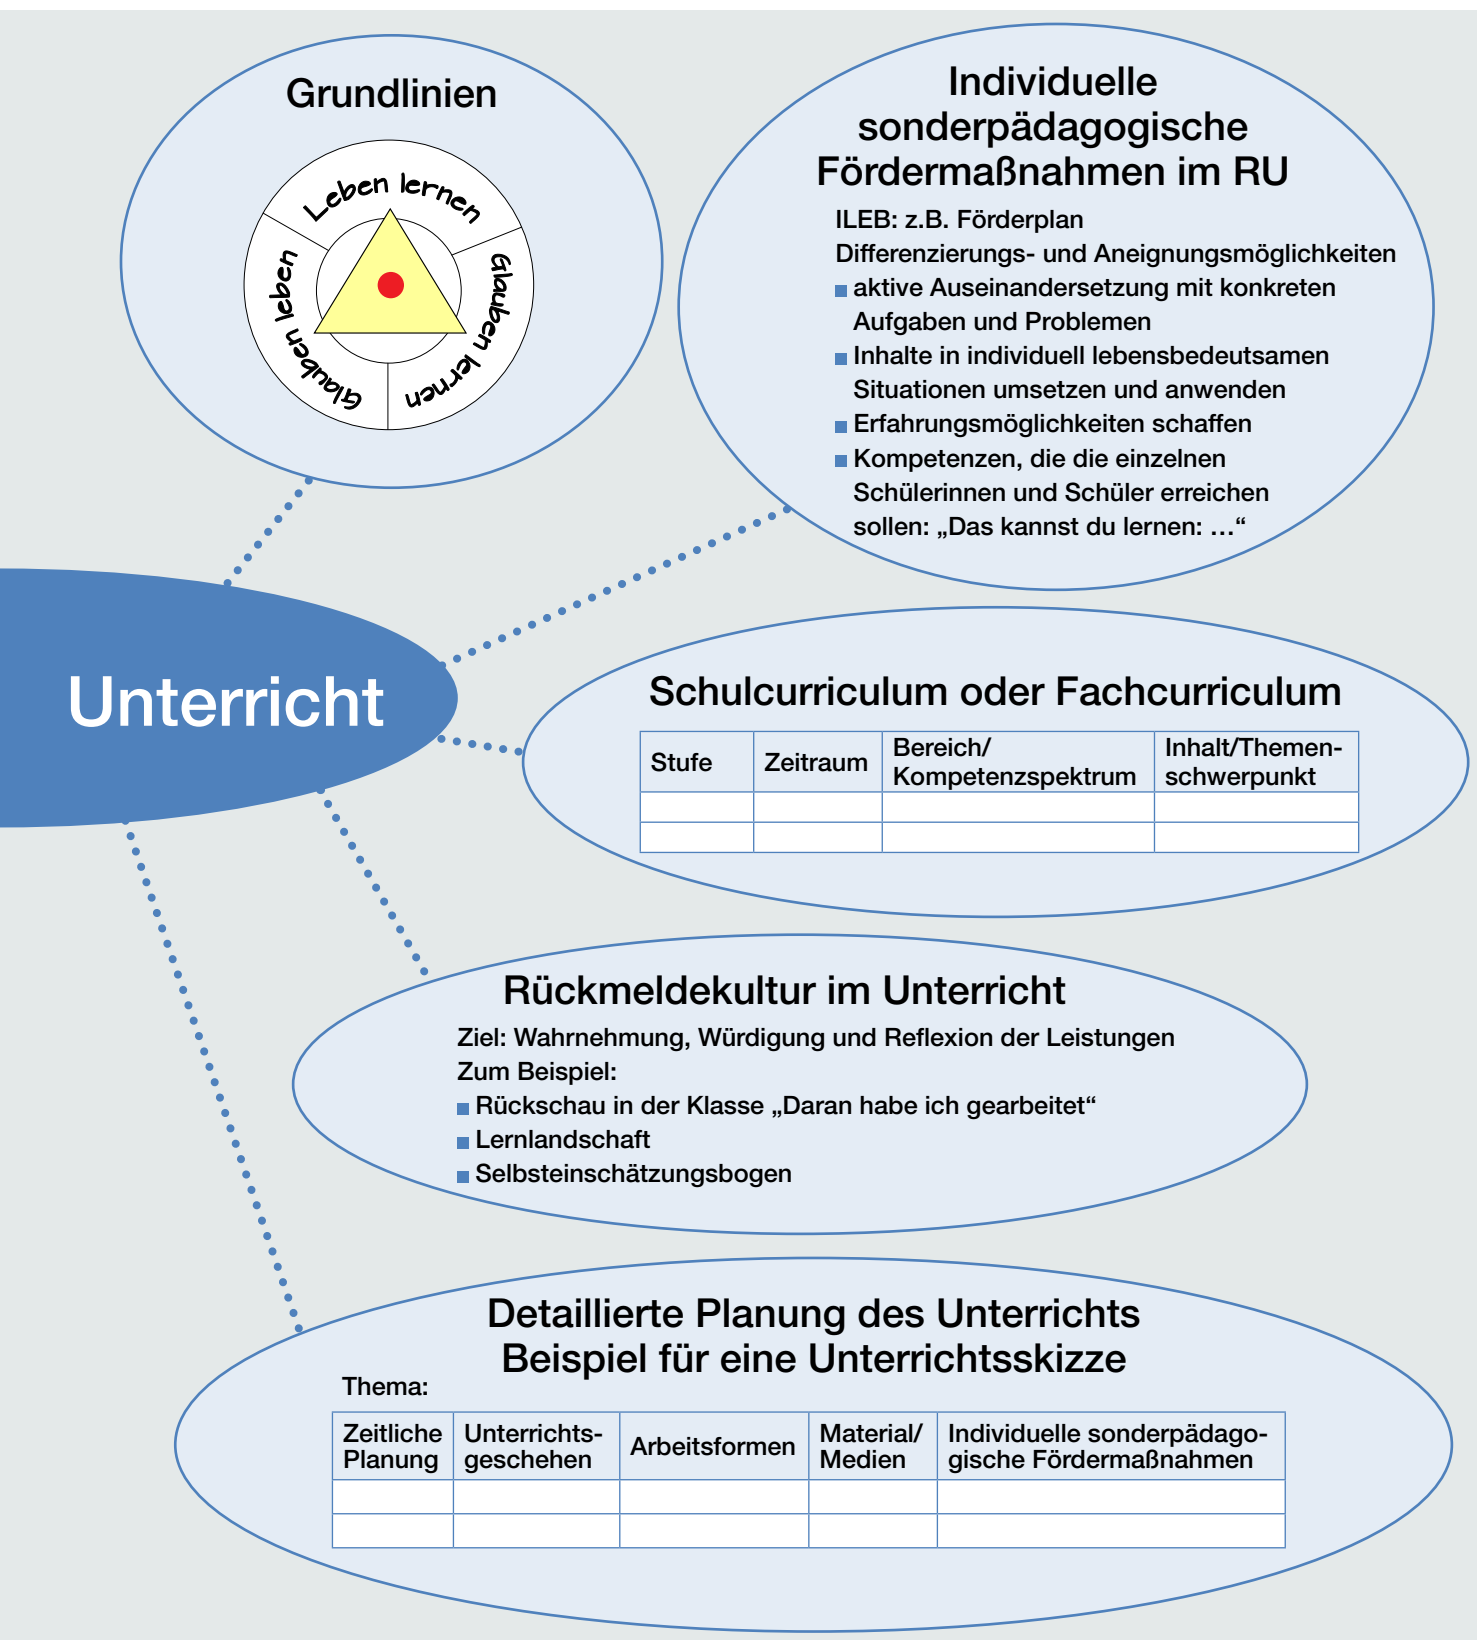 Grundlinien
Leben lernen
Glauben lernen
Glauben leben
Individuelle
sonderpädagogische
Fördermaßnahmen im RU
ILEB: z.B. Förderplan
Differenzierungs- und Aneignungsmöglichkeiten
aktive Auseinandersetzung mit konkreten
Aufgaben und Problemen
Inhalte in individuell lebensbedeutsamen
Situationen umsetzen und anwenden
Erfahrungsmöglichkeiten schaffen
Kompetenzen, die die einzelnen
Schülerinnen und Schüler erreichen
sollen: „Das kannst du lernen: …“
Unterricht
Schulcurriculum oder Fachcurriculum
Stufe
Zeitraum
Bereich/
Kompetenzspektrum
Inhalt/Themen-
schwerpunkt
Rückmeldekultur im Unterricht
Ziel: Wahrnehmung, Würdigung und Reflexion der Leistungen
Zum Beispiel:
Rückschau in der Klasse „Daran habe ich gearbeitet“
Lernlandschaft
Selbsteinschätzungsbogen
Detaillierte Planung des Unterrichts
Beispiel für eine Unterrichtsskizze
Thema:
Zeitliche
Planung
Unterrichts-
geschehen
Arbeitsformen
Material/
Medien
Individuelle sonderpädago-
gische Fördermaßnahmen